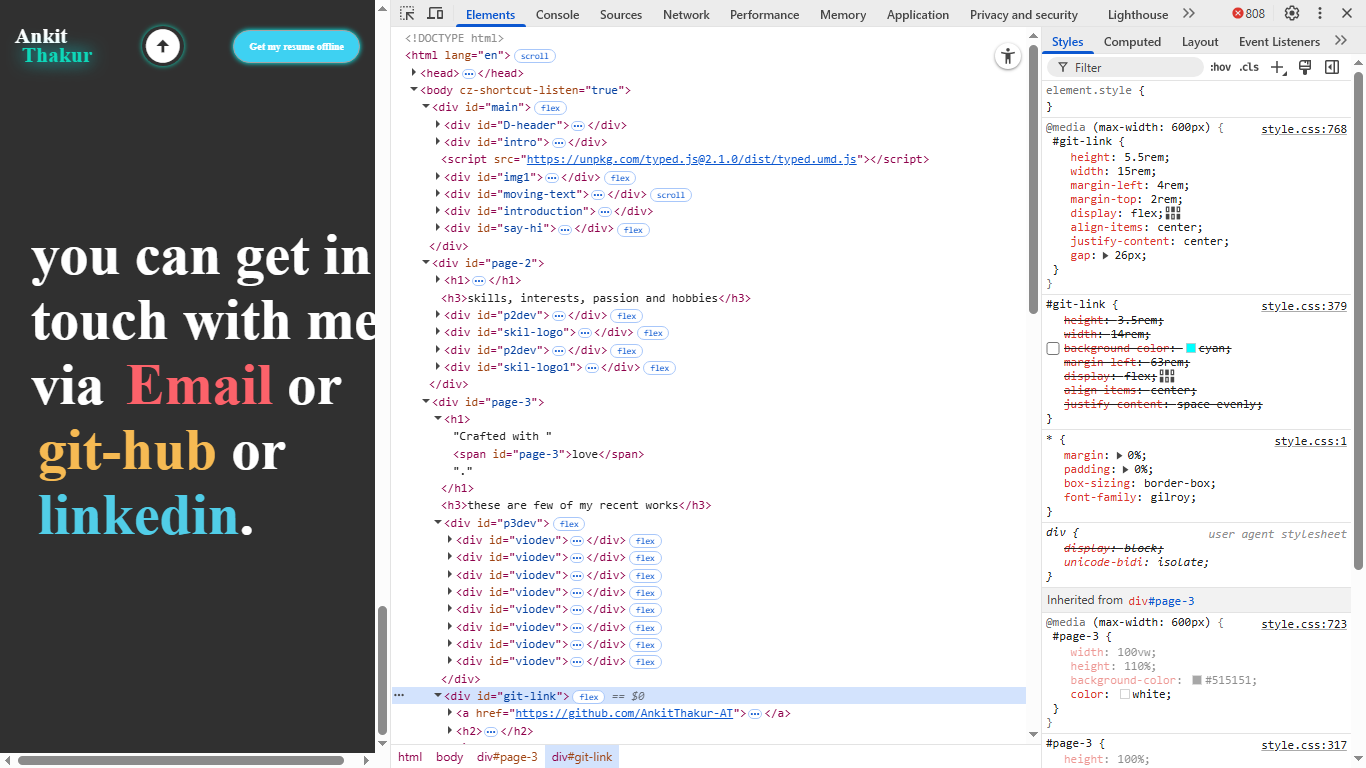 Ankit
Thakur
Get my resume offline
you can get in
touch with me
via Email or
git-hub or
linkedin.
Elements Console Sources Network Performance Memory Application Privacy and security Lighthouse 808
<!DOCTYPE html>
<html lang="en"> scroll
<head> … </head>
<body cz-shortcut-listen="true">
<div id="main"> flex
<div id="D-header"> … </div>
<div id="intro"> … </div>
<script src="https://unpkg.com/typed.js@2.1.0/dist/typed.umd.js"></script>
<div id="img1"> … </div> flex
<div id="moving-text"> … </div> scroll
<div id="introduction"> … </div>
<div id="say-hi"> … </div> flex
</div>
<div id="page-2">
<h1> … </h1>
<h3>skills, interests, passion and hobbies</h3>
<div id="p2dev"> … </div> flex
<div id="skil-logo"> … </div> flex
<div id="p2dev"> … </div> flex
<div id="skil-logo1"> … </div> flex
</div>
<div id="page-3">
<h1>
"Crafted with "
<span id="page-3">love</span>
"."
</h1>
<h3>these are few of my recent works</h3>
<div id="p3dev"> flex
<div id="viodev"> … </div> flex
<div id="viodev"> … </div> flex
<div id="viodev"> … </div> flex
<div id="viodev"> … </div> flex
<div id="viodev"> … </div> flex
<div id="viodev"> … </div> flex
<div id="viodev"> … </div> flex
<div id="viodev"> … </div> flex
</div>
… <div id="git-link"> flex == $0
<a href="https://github.com/AnkitThakur-AT"> … </a>
<h2> … </h2>
html body div#page-3 div#git-link
Styles Computed Layout Event Listeners
Filter :hov .cls
element.style {
}
@media (max-width: 600px) { style.css:768
#git-link {
height: 5.5rem;
width: 15rem;
margin-left: 4rem;
margin-top: 2rem;
display: flex;
align-items: center;
justify-content: center;
gap: 26px;
}
}
#git-link { style.css:379
height: 3.5rem;
width: 14rem;
background-color: cyan;
margin-left: 63rem;
display: flex;
align-items: center;
justify-content: space-evenly;
}
* { style.css:1
margin: 0%;
padding: 0%;
box-sizing: border-box;
font-family: gilroy;
}
div { user agent stylesheet
display: block;
unicode-bidi: isolate;
}
Inherited from div#page-3
@media (max-width: 600px) { style.css:723
#page-3 {
width: 100vw;
height: 110%;
background-color: #515151;
color: white;
}
}
#page-3 { style.css:317
height: 100%;